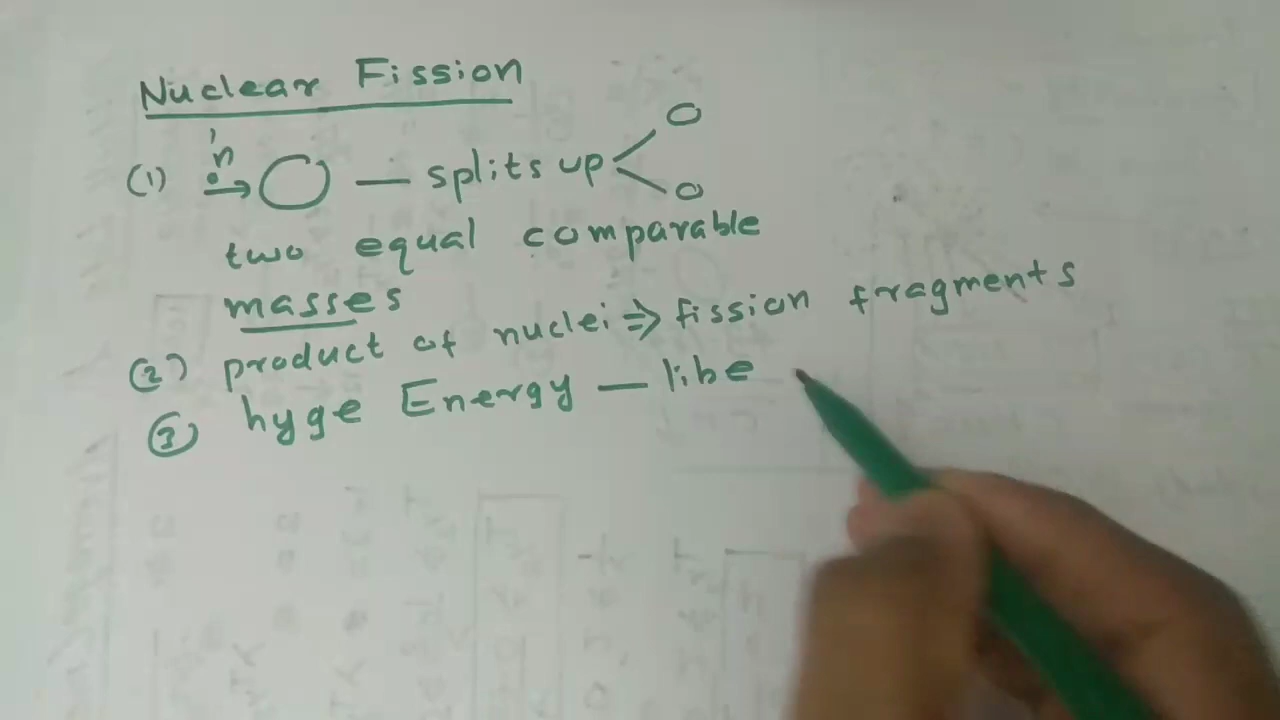 Nuclear Fission
(1) n — splits up
two equal comparable
masses
(2) product of nuclei ⇒ fission fragments
(3) hyge Energy — libe